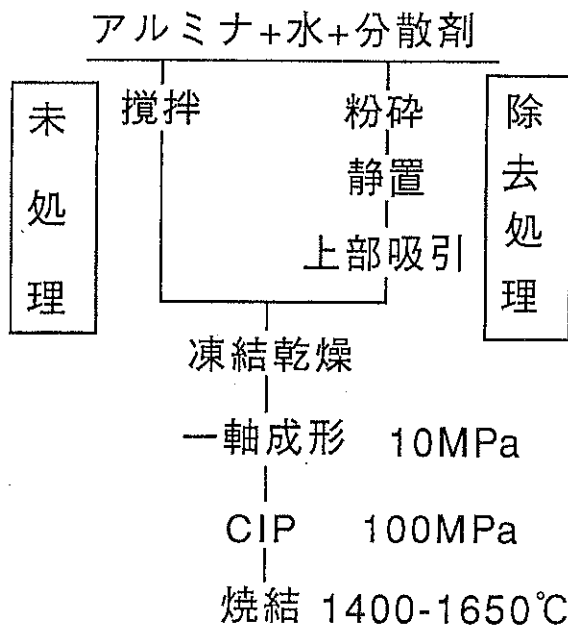 アルミナ+水+分散剤
未処理
攪拌
粉砕
静置
上部吸引
除去処理
凍結乾燥
一軸成形 10MPa
CIP 100MPa
焼結 1400-1650℃